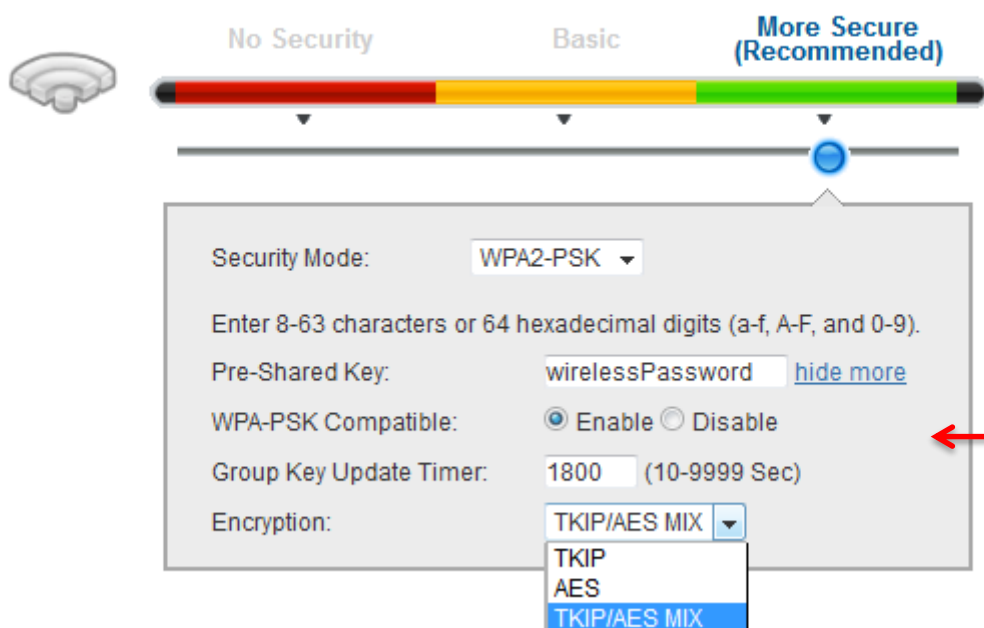 No Security
Basic
More Secure
(Recommended)
Security Mode: WPA2-PSK
Enter 8-63 characters or 64 hexadecimal digits (a-f, A-F, and 0-9).
Pre-Shared Key: wirelessPassword hide more
WPA-PSK Compatible: Enable Disable
Group Key Update Timer: 1800 (10-9999 Sec)
Encryption: TKIP/AES MIX
TKIP
AES
TKIP/AES MIX